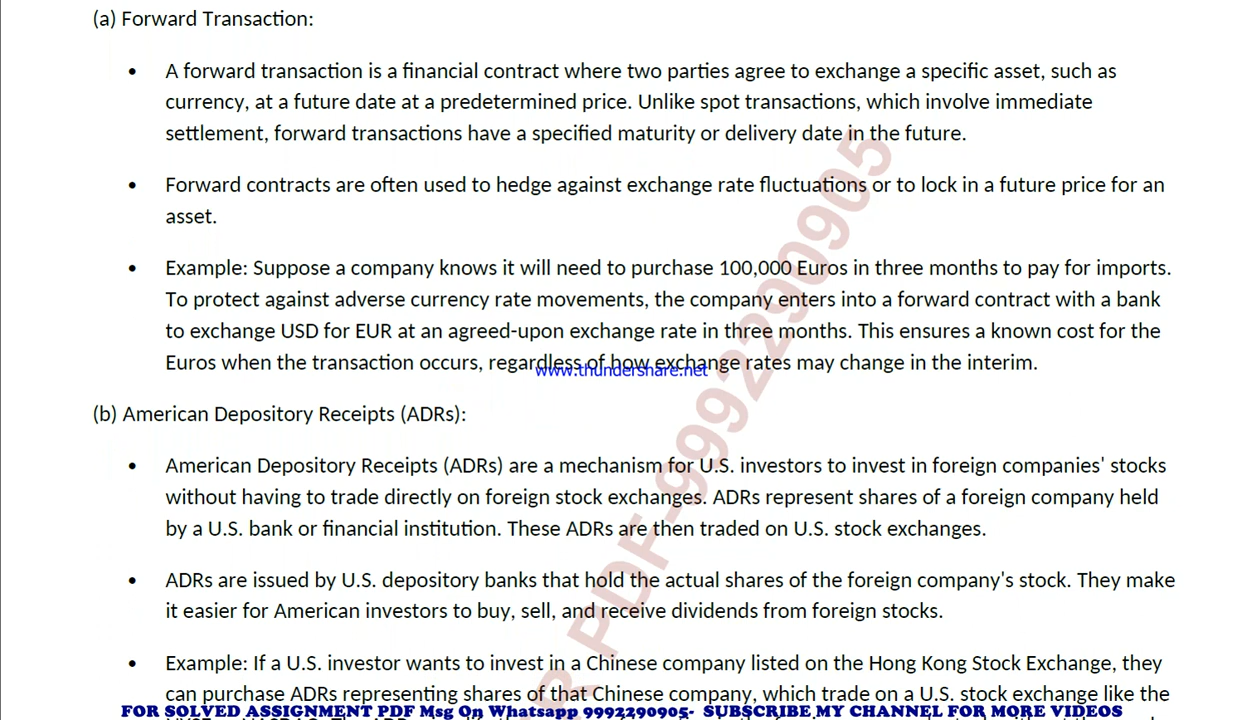 (a) Forward Transaction:
• A forward transaction is a financial contract where two parties agree to exchange a specific asset, such as
currency, at a future date at a predetermined price. Unlike spot transactions, which involve immediate
settlement, forward transactions have a specified maturity or delivery date in the future.
• Forward contracts are often used to hedge against exchange rate fluctuations or to lock in a future price for an
asset.
• Example: Suppose a company knows it will need to purchase 100,000 Euros in three months to pay for imports.
To protect against adverse currency rate movements, the company enters into a forward contract with a bank
to exchange USD for EUR at an agreed-upon exchange rate in three months. This ensures a known cost for the
Euros when the transaction occurs, regardless of how exchange rates may change in the interim.
www.thundershare.net
(b) American Depository Receipts (ADRs):
• American Depository Receipts (ADRs) are a mechanism for U.S. investors to invest in foreign companies' stocks
without having to trade directly on foreign stock exchanges. ADRs represent shares of a foreign company held
by a U.S. bank or financial institution. These ADRs are then traded on U.S. stock exchanges.
• ADRs are issued by U.S. depository banks that hold the actual shares of the foreign company's stock. They make
it easier for American investors to buy, sell, and receive dividends from foreign stocks.
• Example: If a U.S. investor wants to invest in a Chinese company listed on the Hong Kong Stock Exchange, they
can purchase ADRs representing shares of that Chinese company, which trade on a U.S. stock exchange like the
FOR SOLVED ASSIGNMENT PDF Msg On Whatsapp 9992290905- SUBSCRIBE MY CHANNEL FOR MORE VIDEOS
R PDF-9992290905